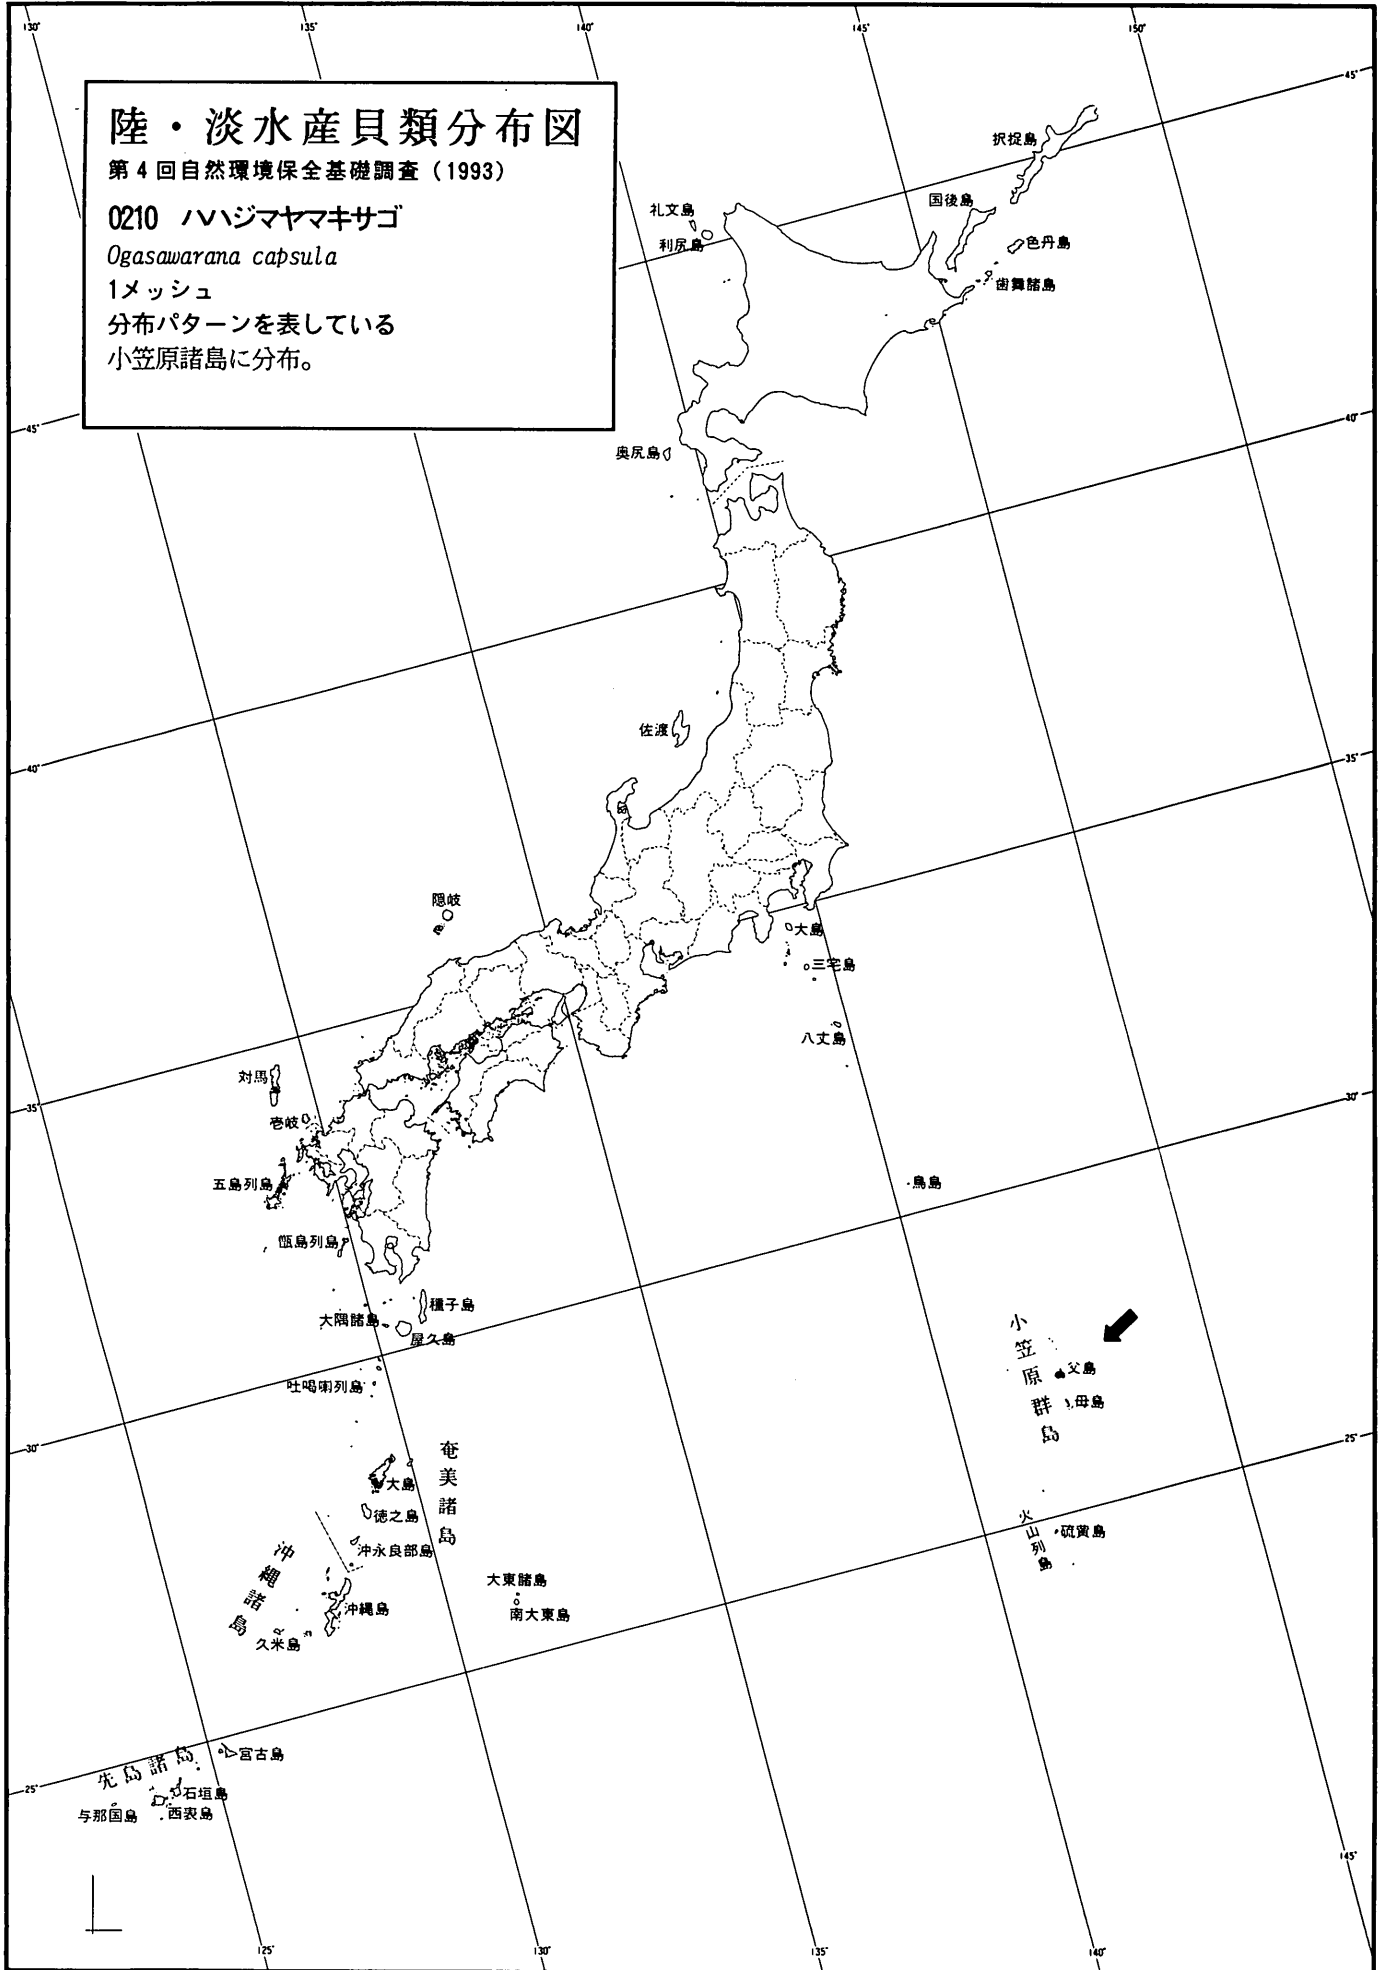 130°
135°
140°
145°
150°
45°
陸・淡水産貝類分布図
第4回自然環境保全基礎調査（1993）
0210 ハハジマヤマキサゴ
Ogasawarana capsula
1メッシュ
分布パターンを表している
小笠原諸島に分布。
択捉島
国後島
礼文島
利尻島
色丹島
歯舞諸島
40°
45°
奥尻島
佐渡
35°
40°
隠岐
大島
三宅島
八丈島
対馬
30°
35°
壱岐
五島列島
鳥島
甑島列島
種子島
大隅諸島
屋久島
小笠原群島
父島
吐喝喇列島
母島
25°
30°
奄美諸島
大島
徳之島
火山列島
硫黄島
沖永良部島
沖縄諸島
大東諸島
沖縄島
南大東島
久米島
宮古島
先島諸島
25°
石垣島
与那国島
西表島
145°
125°
130°
135°
140°